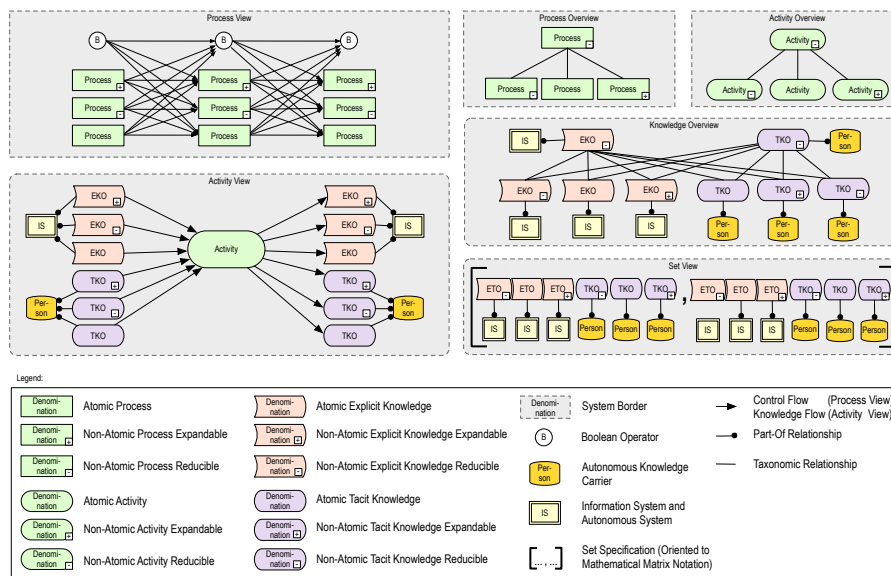 Process View
B B B
Process + Process + Process +
Process - Process - Process -
Process Process Process
Process Overview
Process -
Process - Process Process +
Activity Overview
Activity -
Activity - Activity Activity +
Knowledge Overview
IS EKO - TKO - Per-
son
EKO - EKO EKO + TKO TKO + TKO -
IS IS IS Per-
son Per-
son Per-
son
Activity View
EKO + EKO +
IS EKO - Activity EKO - IS
EKO EKO
TKO + TKO +
Per-
son TKO - TKO - Per-
son
TKO TKO
Set View
[ ETO - ETO ETO + TKO - TKO TKO + , ETO - ETO ETO + TKO - TKO TKO + ]
IS IS IS Person Person Person IS IS IS Person Person Person
Legend:
Denomi-
nation Atomic Process
Denomi-
nation + Non-Atomic Process Expandable
Denomi-
nation - Non-Atomic Process Reducible
Denomi-
nation Atomic Activity
Denomi-
nation + Non-Atomic Activity Expandable
Denomi-
nation - Non-Atomic Activity Reducible
Denomi-
nation Atomic Explicit Knowledge
Denomi-
nation + Non-Atomic Explicit Knowledge Expandable
Denomi-
nation - Non-Atomic Explicit Knowledge Reducible
Denomi-
nation Atomic Tacit Knowledge
Denomi-
nation + Non-Atomic Tacit Knowledge Expandable
Denomi-
nation - Non-Atomic Tacit Knowledge Reducible
Denomi-
nation System Border
B Boolean Operator
Per-
son Autonomous Knowledge
Carrier
IS Information System and
Autonomous System
[ ... , ... ] Set Specification (Oriented to
Mathematical Matrix Notation)
Control Flow (Process View)
Knowledge Flow (Activity View)
Part-Of Relationship
Taxonomic Relationship